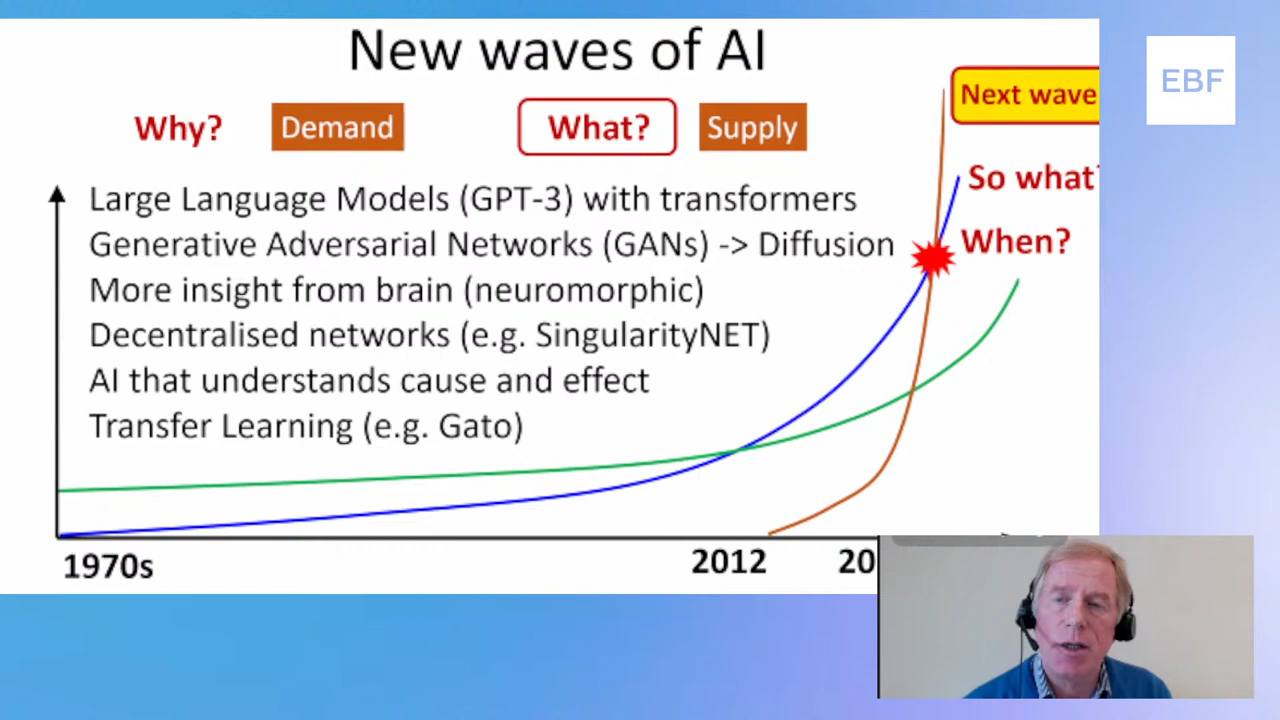 New waves of AI
EBF
Next wave
Why?
Demand
What?
Supply
So what?
Large Language Models (GPT-3) with transformers
Generative Adversarial Networks (GANs) -> Diffusion
When?
More insight from brain (neuromorphic)
Decentralised networks (e.g. SingularityNET)
AI that understands cause and effect
Transfer Learning (e.g. Gato)
1970s
2012
20